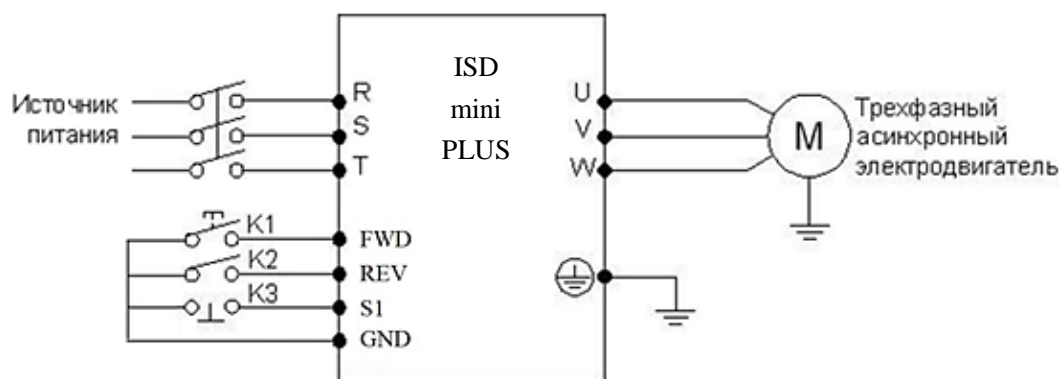 ISD
mini
PLUS
Источник
питания
R
S
T
U
V
W
M
Трехфазный
асинхронный
электродвигатель
K1
FWD
K2
REV
K3
S1
GND